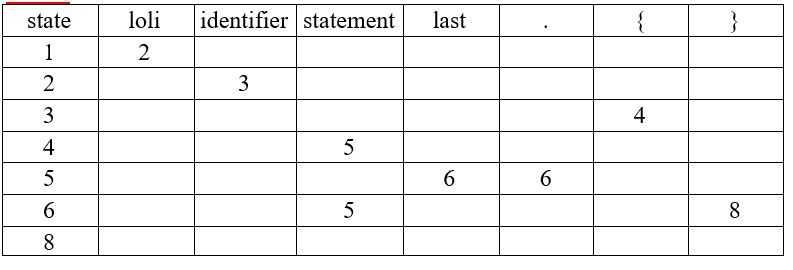 state loli identifier statement last . { }
1 2
2 3
3 4
4 5
5 6 6
6 5 8
8